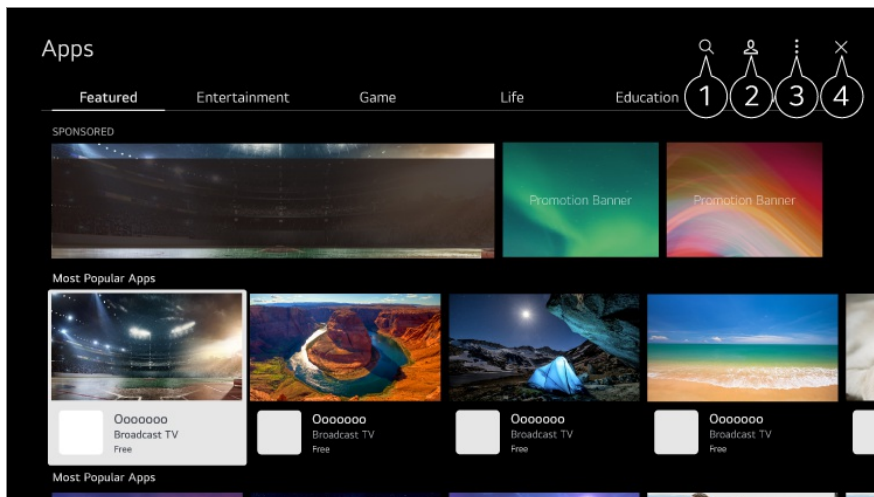 Apps
Featured Entertainment Game Life Education
1 2 3 4
SPONSORED
Promotion Banner Promotion Banner
Most Popular Apps
Ooooooo Ooooooo Ooooooo Ooooooo
Broadcast TV Broadcast TV Broadcast TV Broadcast TV
Free Free Free Free
Most Popular Apps